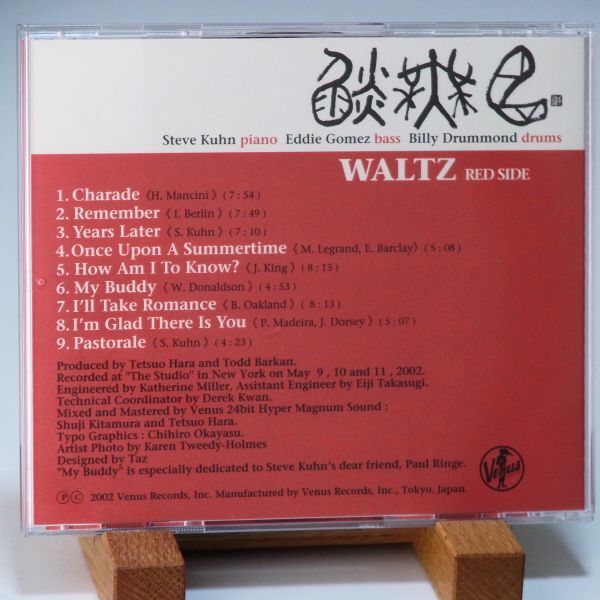 Steve Kuhn piano Eddie Gomez bass Billy Drummond drums
WALTZ RED SIDE
1. Charade《H. Mancini》(7:54)
2. Remember《I. Berlin》(7:49)
3. Years Later《S. Kuhn》(7:10)
4. Once Upon A Summertime《M. Legrand, E. Barclay》(5:08)
5. How Am I To Know?《J. King》(8:13)
6. My Buddy《W. Donaldson》(4:53)
7. I'll Take Romance《B. Oakland》(8:13)
8. I'm Glad There Is You《P. Madeira, J. Dorsey》(5:07)
9. Pastorale《S. Kuhn》(4:23)
Produced by Tetsuo Hara and Todd Barkan.
Recorded at "The Studio" in New York on May 9, 10 and 11, 2002.
Engineered by Katherine Miller, Assistant Engineer by Eiji Takasugi.
Technical Coordinator by Derek Kwan.
Mixed and Mastered by Venus 24bit Hyper Magnum Sound :
Shuji Kitamura and Tetsuo Hara.
Typo Graphics : Chihiro Okayasu.
Artist Photo by Karen Tweedy-Holmes
Designed by Taz
"My Buddy" is especially dedicated to Steve Kuhn's dear friend, Paul Ringe.
Venus
Ⓟ Ⓒ 2002 Venus Records, Inc. Manufactured by Venus Records, Inc., Tokyo, Japan.